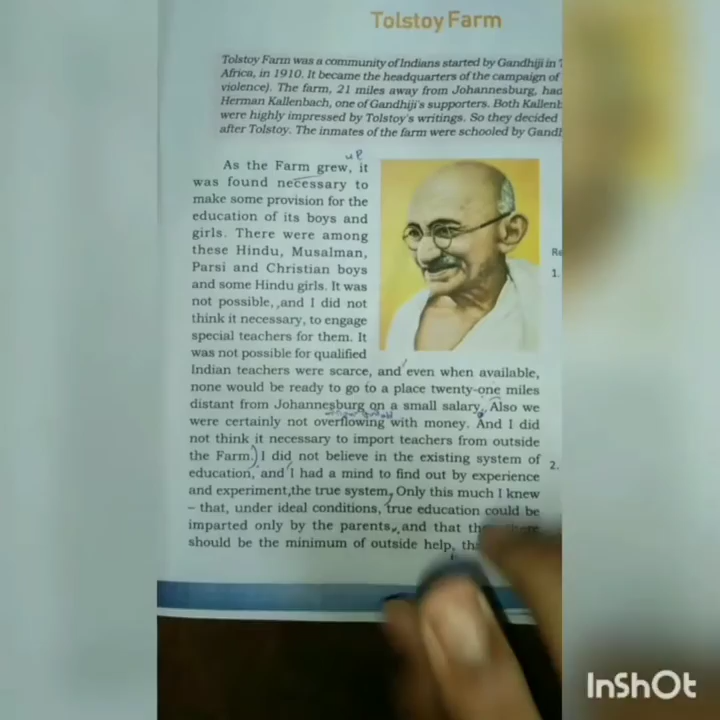 Tolstoy Farm
Tolstoy Farm was a community of Indians started by Gandhiji in
Africa, in 1910. It became the headquarters of the campaign of
violence). The farm, 21 miles away from Johannesburg, had
Herman Kallenbach, one of Gandhiji's supporters. Both
were highly impressed by Tolstoy's writings. So they decided
after Tolstoy. The inmates of the farm were schooled by
up
As the Farm grew, it
was found necessary to
make some provision for the
education of its boys and
girls. There were among
these Hindu, Musalman,
Parsi and Christian boys
and some Hindu girls. It was
not possible, and I did not
think it necessary, to engage
special teachers for them. It
was not possible for qualified
Indian teachers were scarce, and even when available,
none would be ready to go to a place twenty-one miles
distant from Johannesburg on a small salary. Also we
were certainly not overflowing with money. And I did
not think it necessary to import teachers from outside
the Farm. I did not believe in the existing system of
education, and I had a mind to find out by experience
and experiment, the true system. Only this much I knew
– that, under ideal conditions, true education could be
imparted only by the parents, and that
should be the minimum of outside help,
1.
2.
InShOt